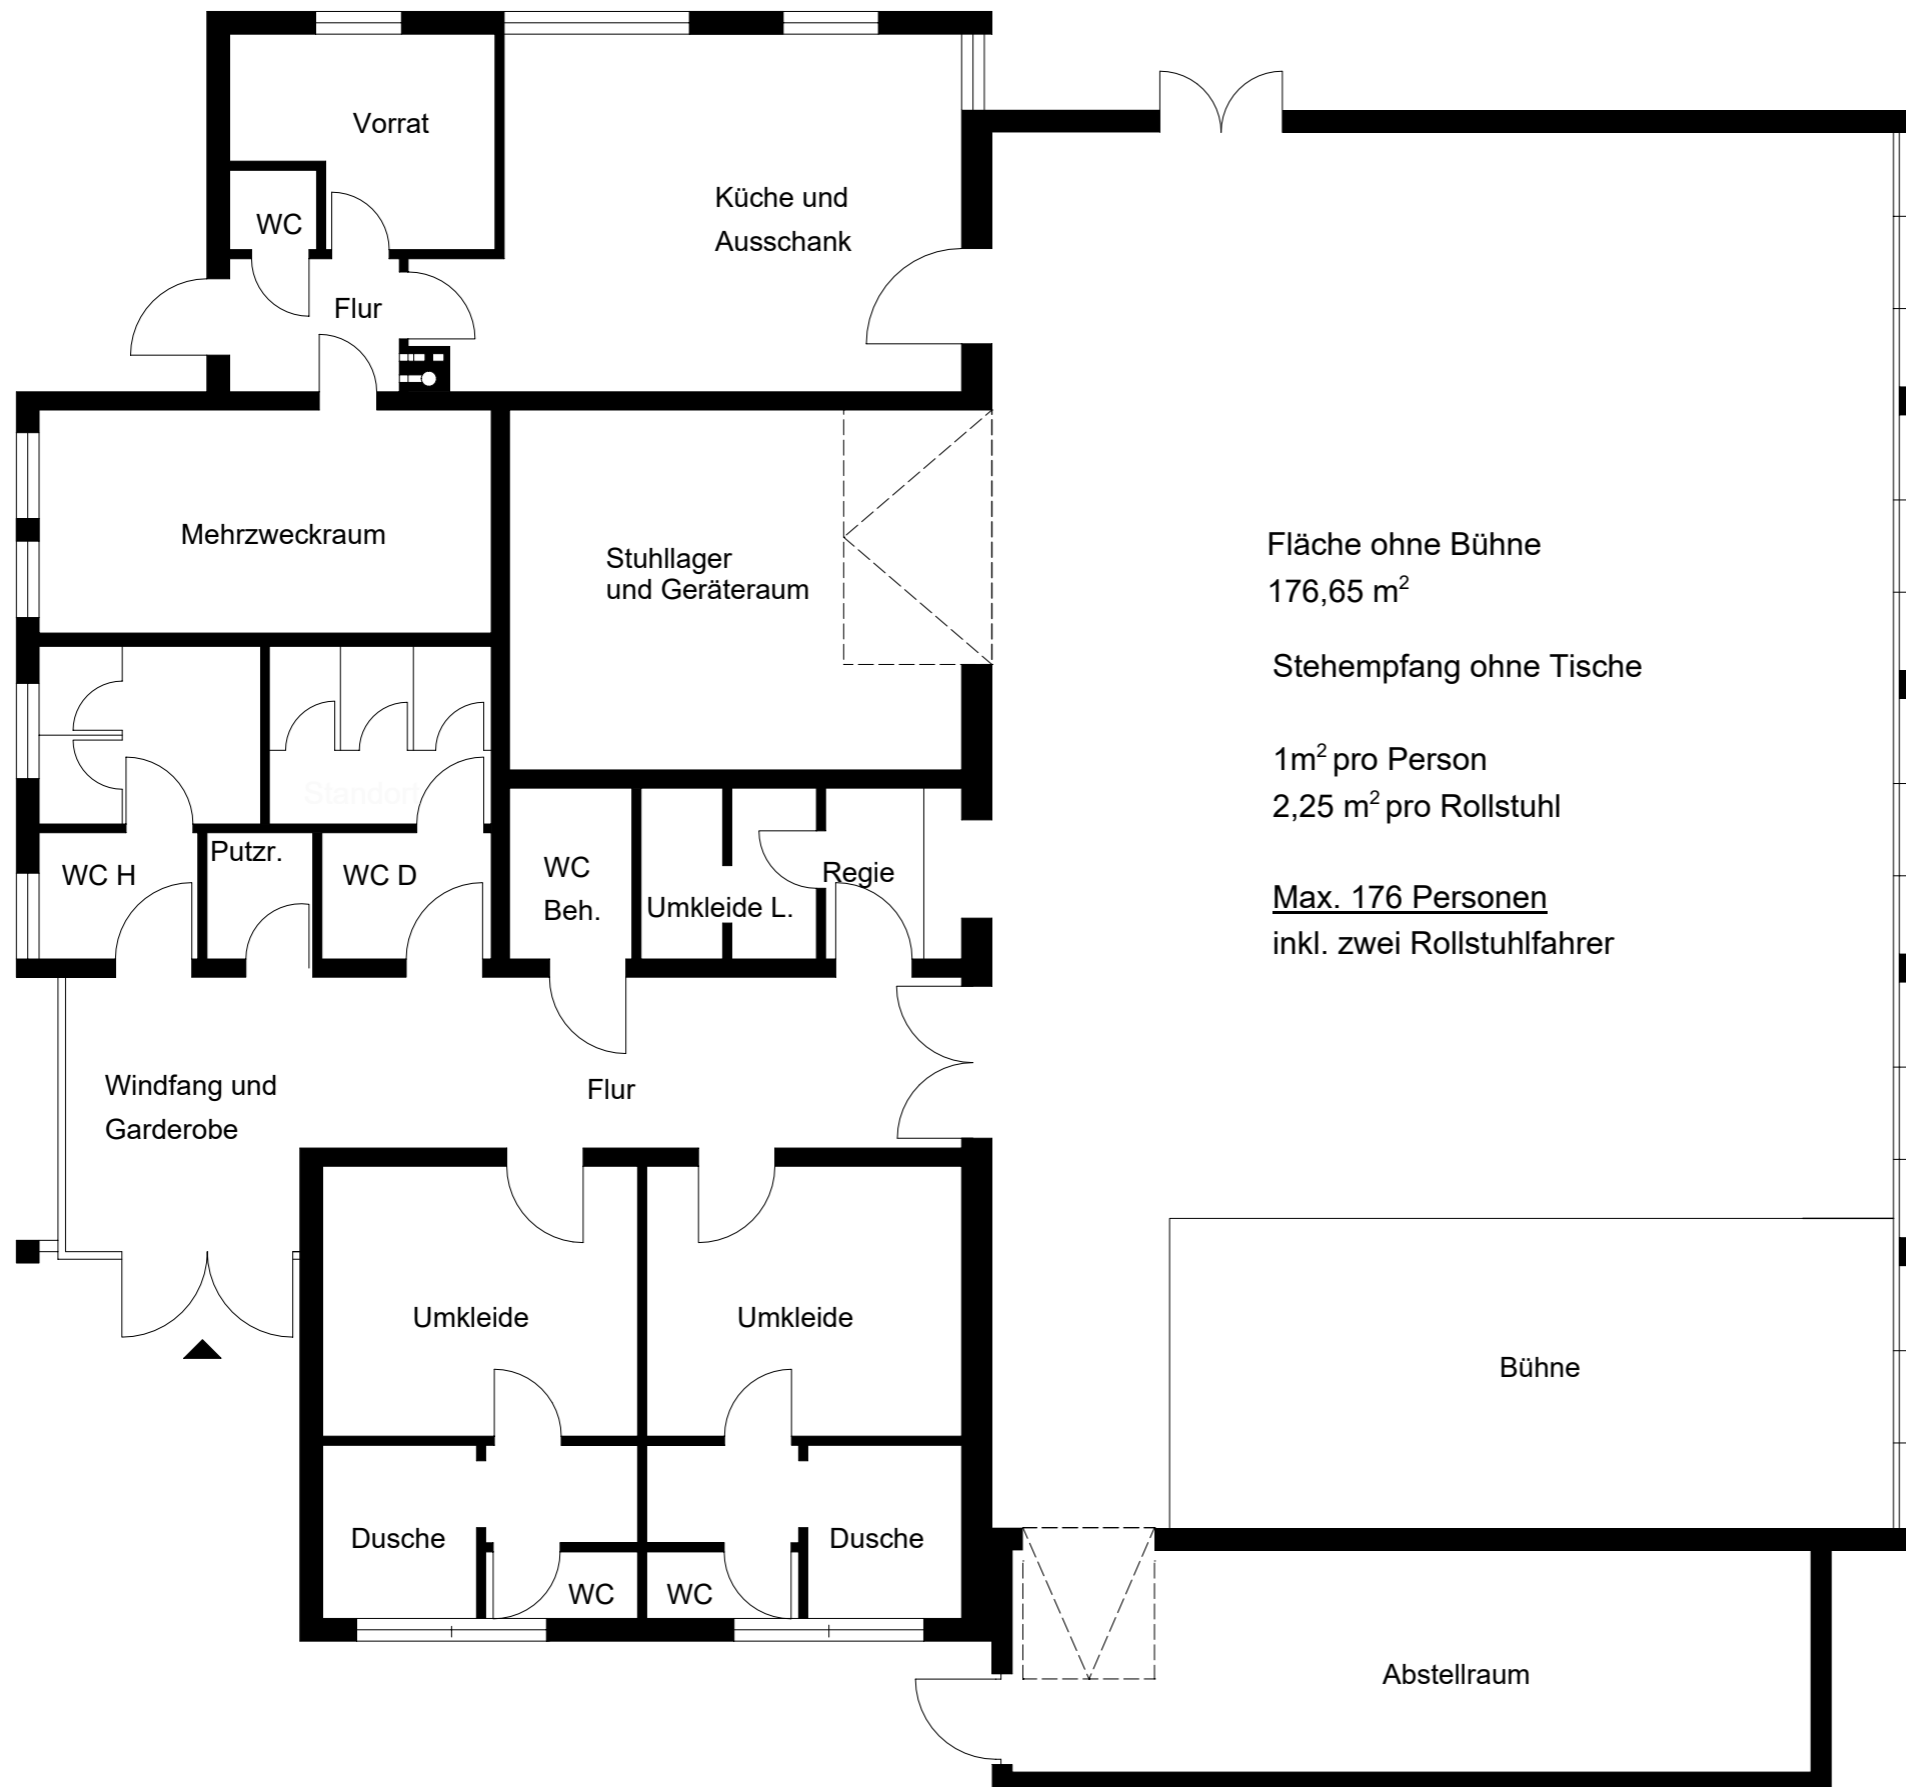 Vorrat
Küche und
Ausschank
WC
Flur
Mehrzweckraum
Stuhllager
und Geräteraum
Fläche ohne Bühne
176,65 m²
Stehempfang ohne Tische
1m² pro Person
2,25 m² pro Rollstuhl
Max. 176 Personen
inkl. zwei Rollstuhlfahrer
Standort
WC H
Putzr.
WC D
WC
Beh.
Umkleide L.
Regie
Windfang und
Garderobe
Flur
Umkleide
Umkleide
Bühne
Dusche
WC
WC
Dusche
Abstellraum